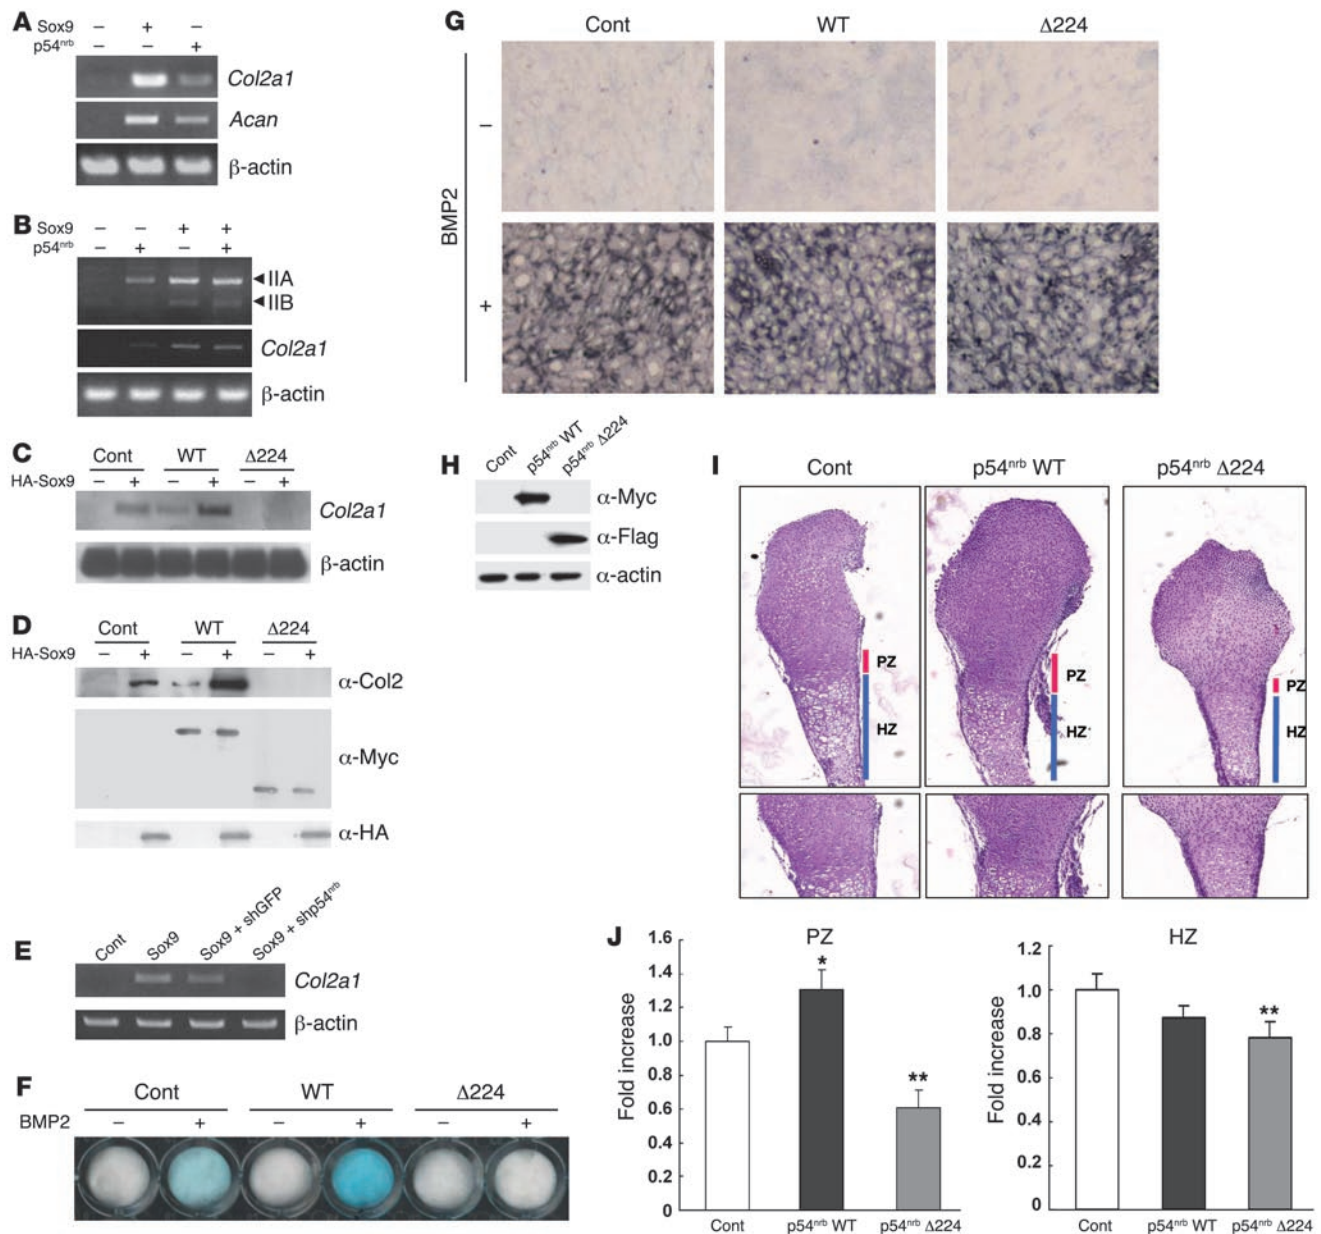 A
Sox9 – + –
p54ⁿʳᵇ – – +
Col2a1
Acan
β-actin
B
Sox9 – – + +
p54ⁿʳᵇ – + – +
◄IIA
◄IIB
Col2a1
β-actin
C
Cont WT Δ224
HA-Sox9 – + – + – +
Col2a1
β-actin
D
Cont WT Δ224
HA-Sox9 – + – + – +
α-Col2
α-Myc
α-HA
E
Cont Sox9 Sox9 + shGFP Sox9 + shp54ⁿʳᵇ
Col2a1
β-actin
F
Cont WT Δ224
BMP2 – + – + – +
G
Cont WT Δ224
BMP2
–
+
H
Cont p54ⁿʳᵇ WT p54ⁿʳᵇ Δ224
α-Myc
α-Flag
α-actin
I
Cont p54ⁿʳᵇ WT p54ⁿʳᵇ Δ224
PZ
HZ
PZ
HZ
PZ
HZ
J
PZ
Fold increase
1.6
1.4
1.2
1.0
0.8
0.6
0.4
0.2
0
*
**
Cont p54ⁿʳᵇ WT p54ⁿʳᵇ Δ224
HZ
Fold increase
1.2
1.0
0.8
0.6
0.4
0.2
0
**
Cont p54ⁿʳᵇ WT p54ⁿʳᵇ Δ224